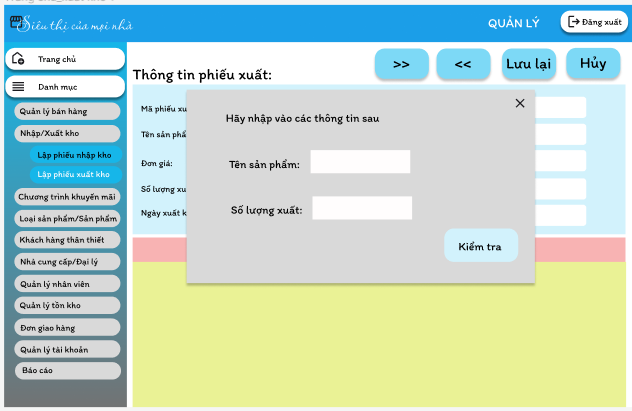 Siêu thị của mọi nhà
QUẢN LÝ
Đăng xuất
Trang chủ
Danh mục
Quản lý bán hàng
Nhập/Xuất kho
Lập phiếu nhập kho
Lập phiếu xuất kho
Chương trình khuyến mãi
Loại sản phẩm/Sản phẩm
Khách hàng thân thiết
Nhà cung cấp/Đại lý
Quản lý nhân viên
Quản lý tồn kho
Đơn giao hàng
Quản lý tài khoản
Báo cáo
>>
<<
Lưu lại
Hủy
Thông tin phiếu xuất:
Mã phiếu xu
Tên sản phẩ
Đơn giá:
Số lượng xu
Ngày xuất k
Hãy nhập vào các thông tin sau
Tên sản phẩm:
Số lượng xuất:
Kiểm tra